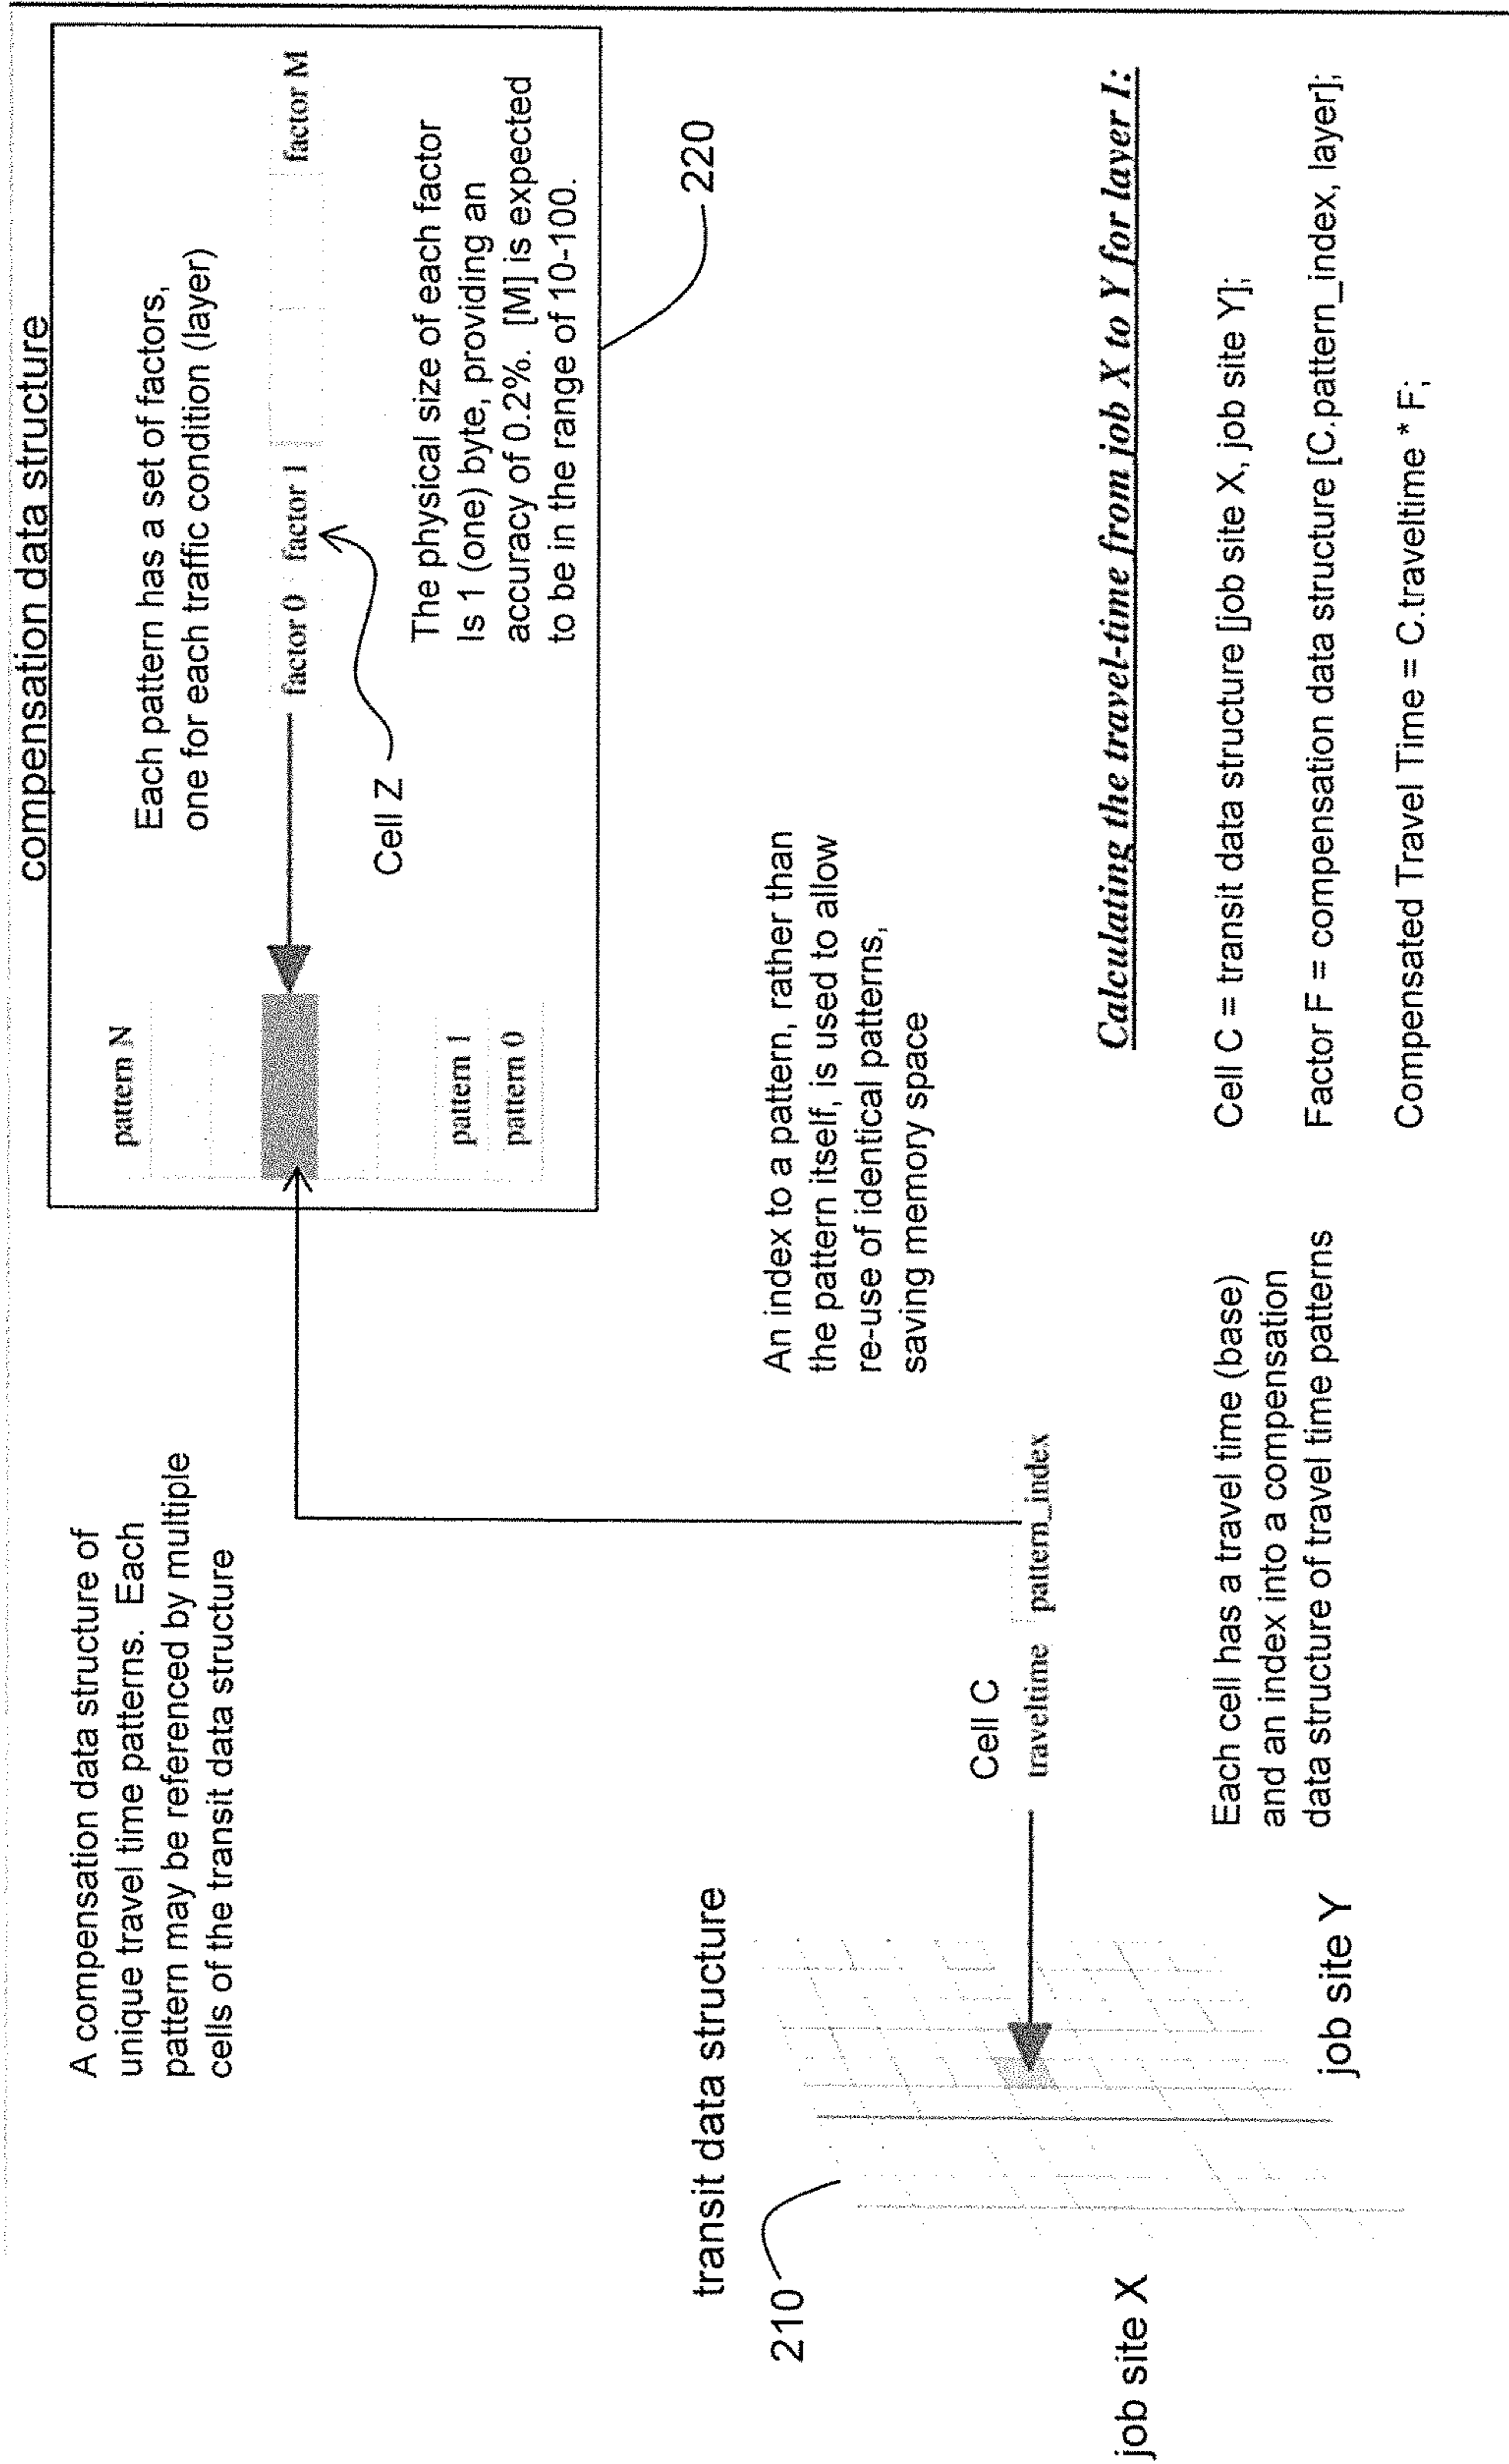 compensation data structure
A compensation data structure of
unique travel time patterns. Each
pattern may be referenced by multiple
cells of the transit data structure
pattern N
pattern 1
pattern 0
Each pattern has a set of factors,
one for each traffic condition (layer)
factor 0
factor 1
factor M
Cell Z
The physical size of each factor
Is 1 (one) byte, providing an
accuracy of 0.2%. [M] is expected
to be in the range of 10-100.
220
transit data structure
210
job site X
job site Y
Cell C
traveltime
pattern_index
An index to a pattern, rather than
the pattern itself, is used to allow
re-use of identical patterns,
saving memory space
Each cell has a travel time (base)
and an index into a compensation
data structure of travel time patterns
Calculating the travel-time from job X to Y for layer I:
Cell C = transit data structure [job site X, job site Y];
Factor F = compensation data structure [C.pattern_index, layer];
Compensated Travel Time = C.traveltime * F;